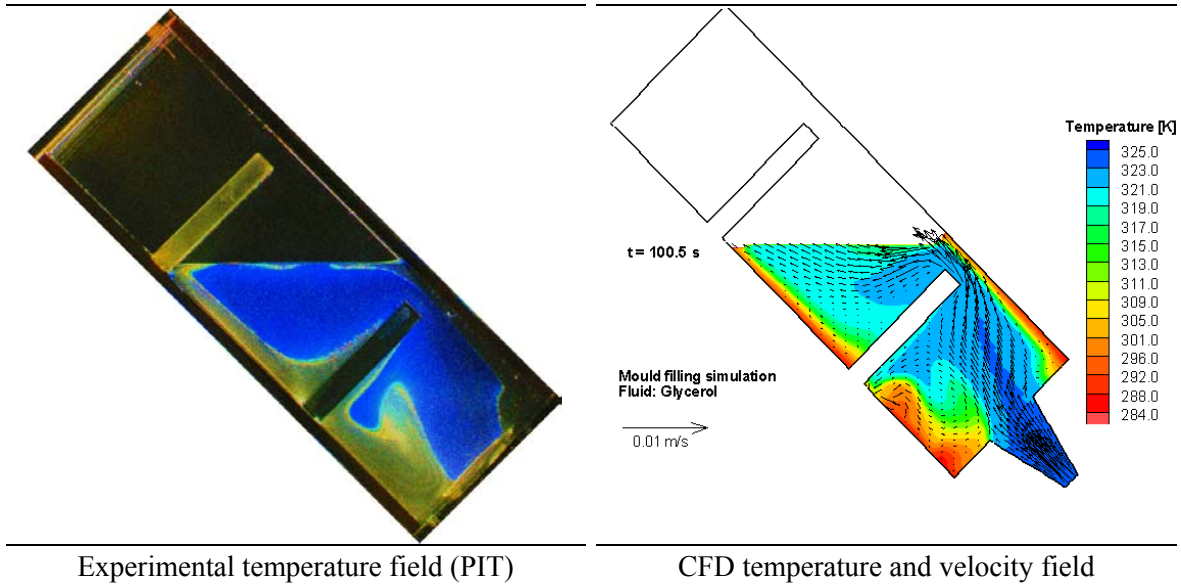 Temperature [K]
325.0
323.0
321.0
319.0
317.0
315.0
313.0
311.0
309.0
305.0
296.0
292.0
288.0
284.0
t = 100.5 s
Mould filling simulation
Fluid: Glycerol
0.01 m/s
Experimental temperature field (PIT)
CFD temperature and velocity field